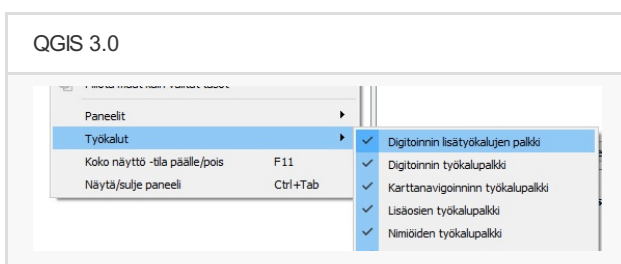 QGIS 3.0
Paneelit
Työkalut
Koko näyttö -tila päälle/pois F11
Näytä/sulje paneeli Ctrl+Tab
Digitoinnin lisätyökalujen palkki
Digitoinnin työkalupalkki
Karttanavigoinninn työkalupalkki
Lisäosien työkalupalkki
Nimiöiden työkalupalkki